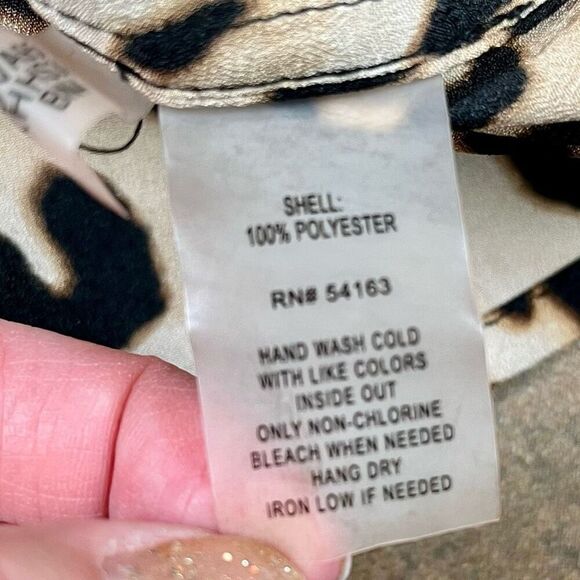 SHELL:
100% POLYESTER
RN# 54163
HAND WASH COLD
WITH LIKE COLORS
INSIDE OUT
ONLY NON-CHLORINE
BLEACH WHEN NEEDED
HANG DRY
IRON LOW IF NEEDED